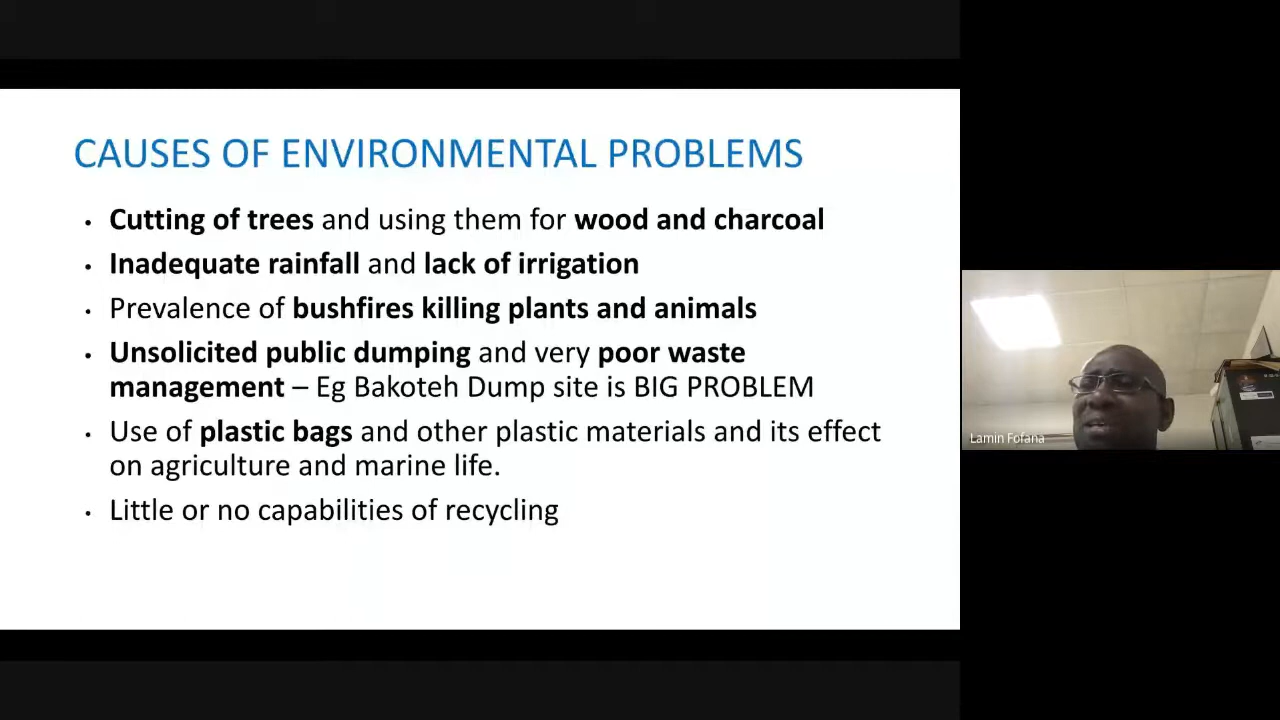 CAUSES OF ENVIRONMENTAL PROBLEMS
• Cutting of trees and using them for wood and charcoal
• Inadequate rainfall and lack of irrigation
• Prevalence of bushfires killing plants and animals
• Unsolicited public dumping and very poor waste
management – Eg Bakoteh Dump site is BIG PROBLEM
• Use of plastic bags and other plastic materials and its effect
on agriculture and marine life.
• Little or no capabilities of recycling
Lamin Fofana